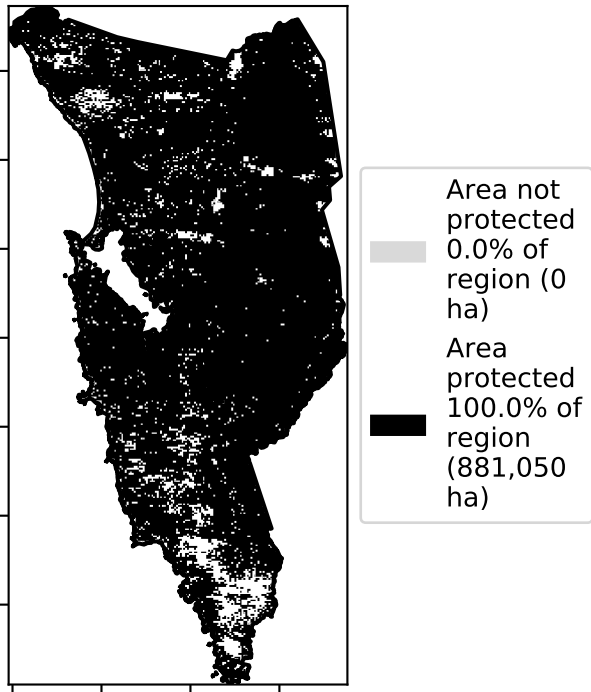 Area not
protected
0.0% of
region (0
ha)
Area
protected
100.0% of
region
(881,050
ha)